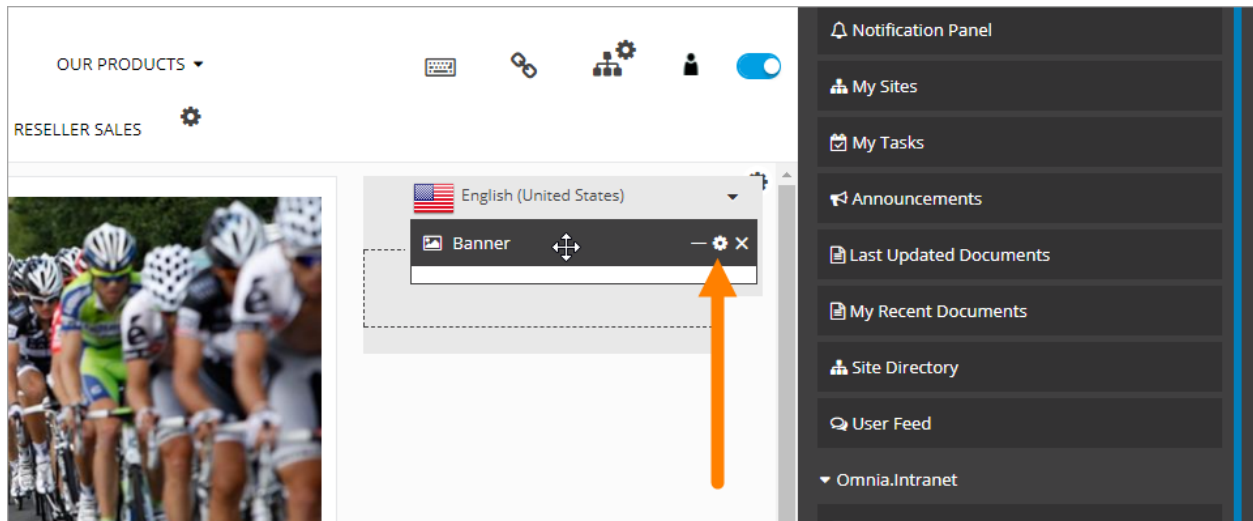 OUR PRODUCTS
RESELLER SALES
English (United States)
Banner
Notification Panel
My Sites
My Tasks
Announcements
Last Updated Documents
My Recent Documents
Site Directory
User Feed
Omnia.Intranet